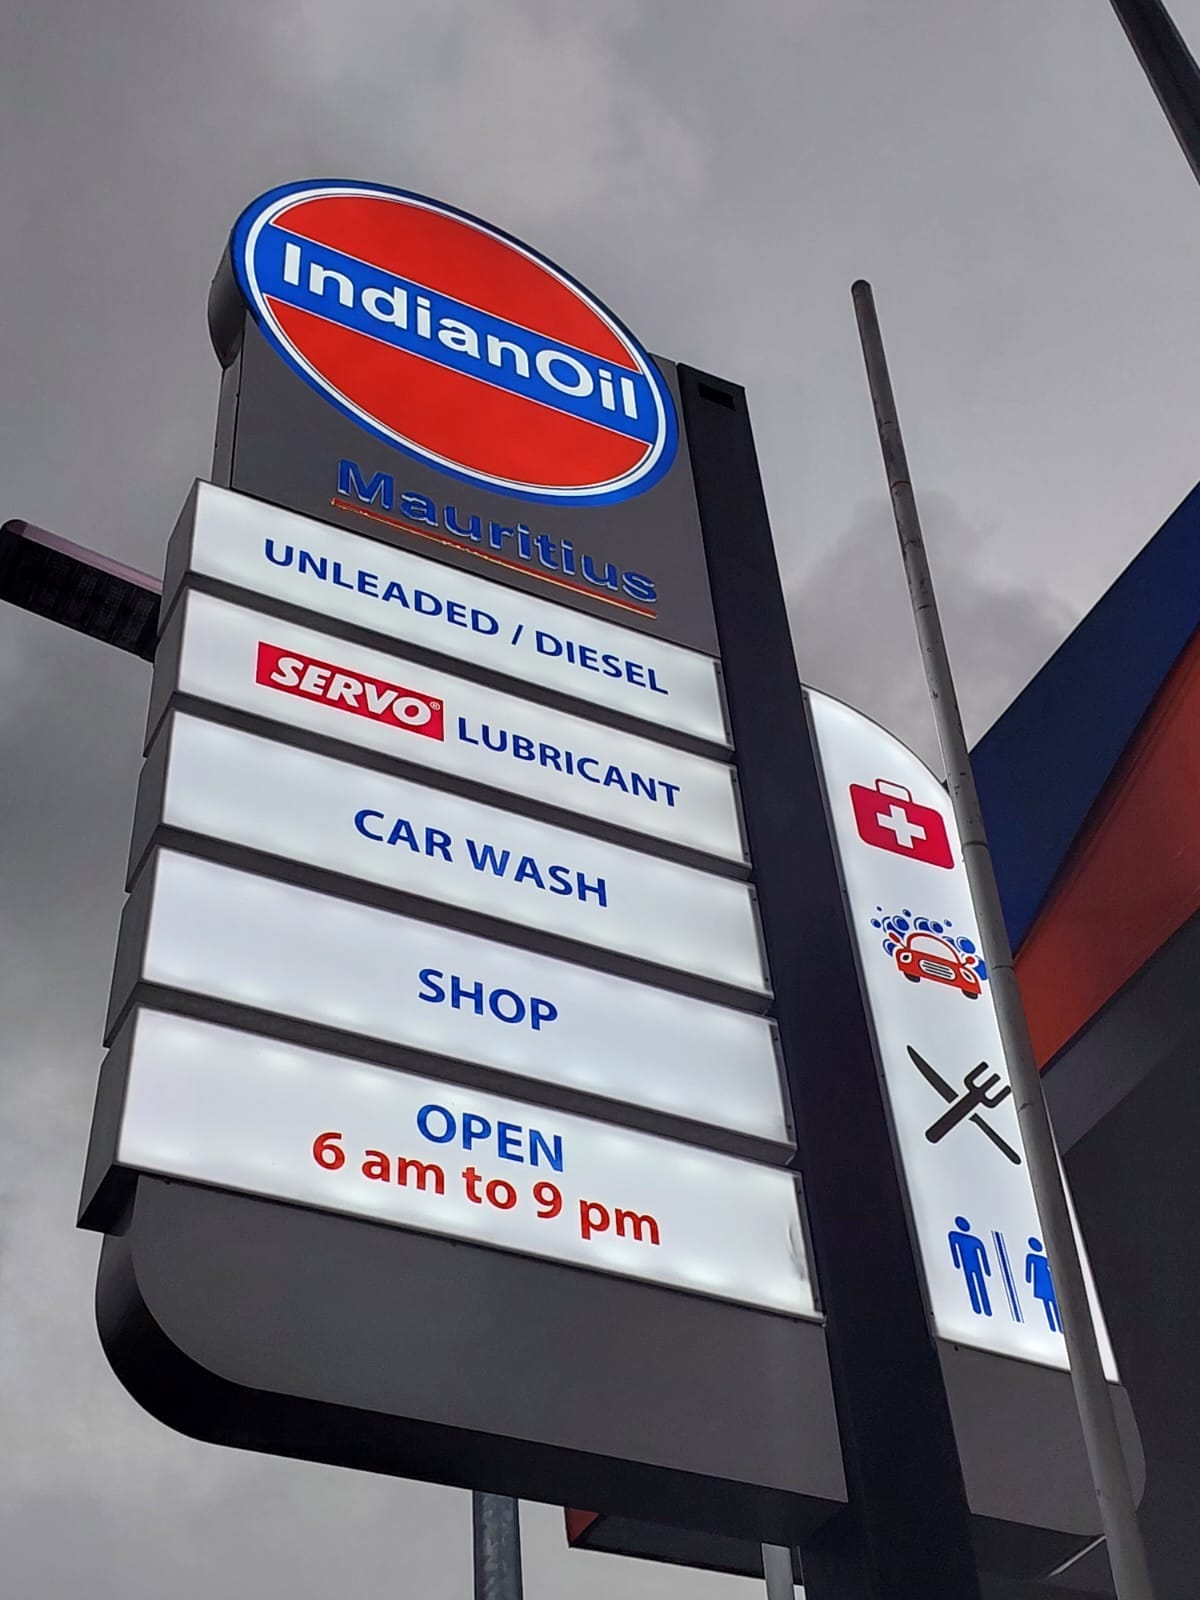 IndianOil
Mauritius
UNLEADED / DIESEL
SERVO® LUBRICANT
CAR WASH
SHOP
OPEN
6 am to 9 pm